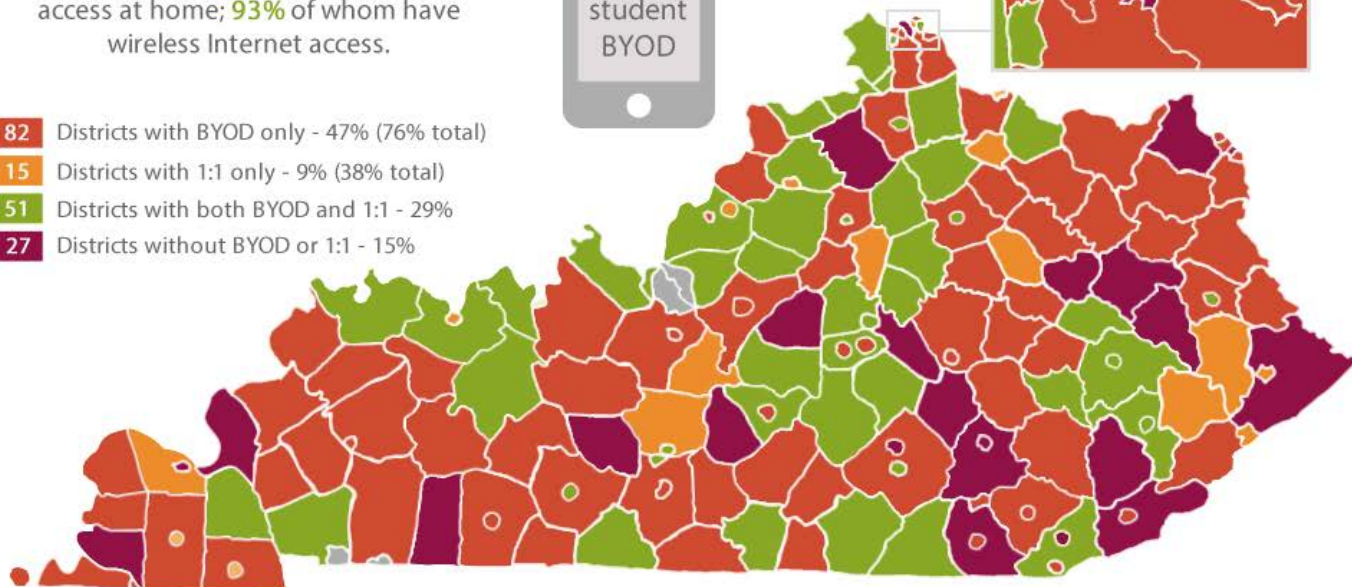 access at home; 93% of whom have
wireless Internet access.
student
BYOD
82 Districts with BYOD only - 47% (76% total)
15 Districts with 1:1 only - 9% (38% total)
51 Districts with both BYOD and 1:1 - 29%
27 Districts without BYOD or 1:1 - 15%